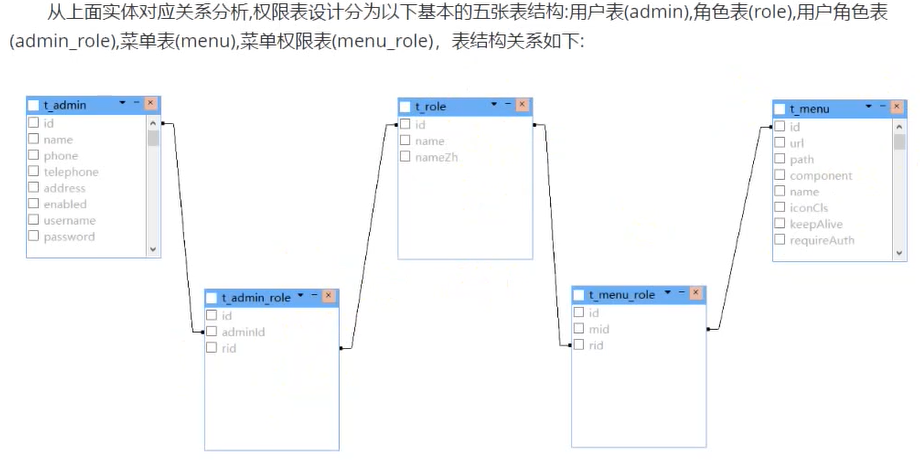 从上面实体对应关系分析,权限表设计分为以下基本的五张表结构:用户表(admin),角色表(role),用户角色表
(admin_role),菜单表(menu),菜单权限表(menu_role)，表结构关系如下:
t_admin
id
name
phone
telephone
address
enabled
username
password
t_role
id
name
nameZh
t_menu
id
url
path
component
name
iconCls
keepAlive
requireAuth
t_admin_role
id
adminId
rid
t_menu_role
id
mid
rid